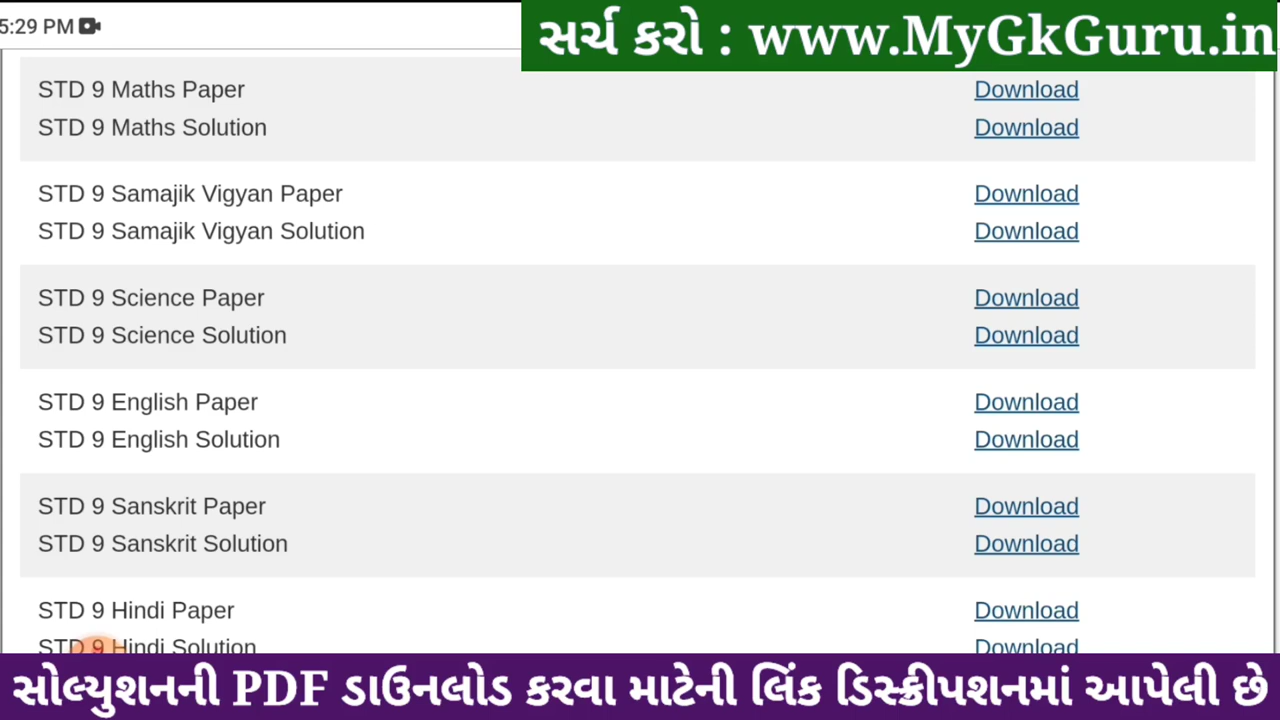 5:29 PM
સર્ચ કરો : www.MyGkGuru.in
STD 9 Maths Paper Download
STD 9 Maths Solution Download
STD 9 Samajik Vigyan Paper Download
STD 9 Samajik Vigyan Solution Download
STD 9 Science Paper Download
STD 9 Science Solution Download
STD 9 English Paper Download
STD 9 English Solution Download
STD 9 Sanskrit Paper Download
STD 9 Sanskrit Solution Download
STD 9 Hindi Paper Download
STD 9 Hindi Solution Download
સોલ્યુશનની PDF ડાઉનલોડ કરવા માટેની લિંક ડિસ્ક્રીપશનમાં આપેલી છે